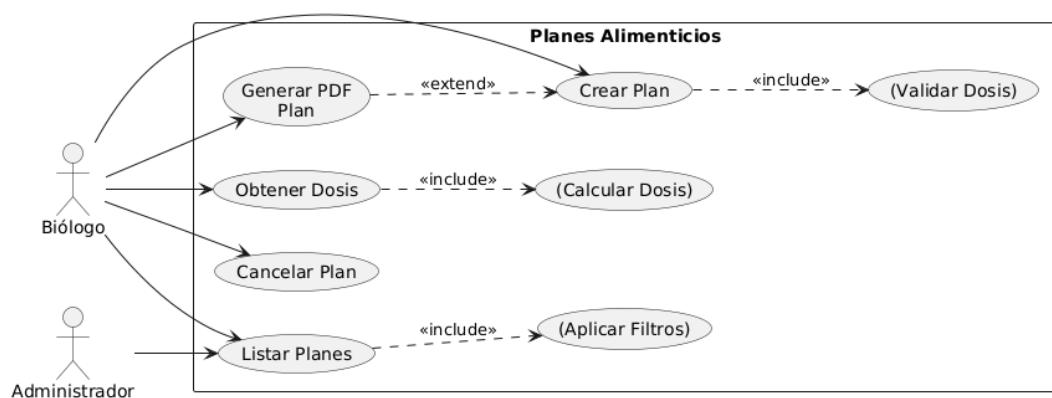 Planes Alimenticios
Generar PDF
Plan
«extend»
Crear Plan
«include»
(Validar Dosis)
Obtener Dosis
«include»
(Calcular Dosis)
Biólogo
Cancelar Plan
Listar Planes
«include»
(Aplicar Filtros)
Administrador